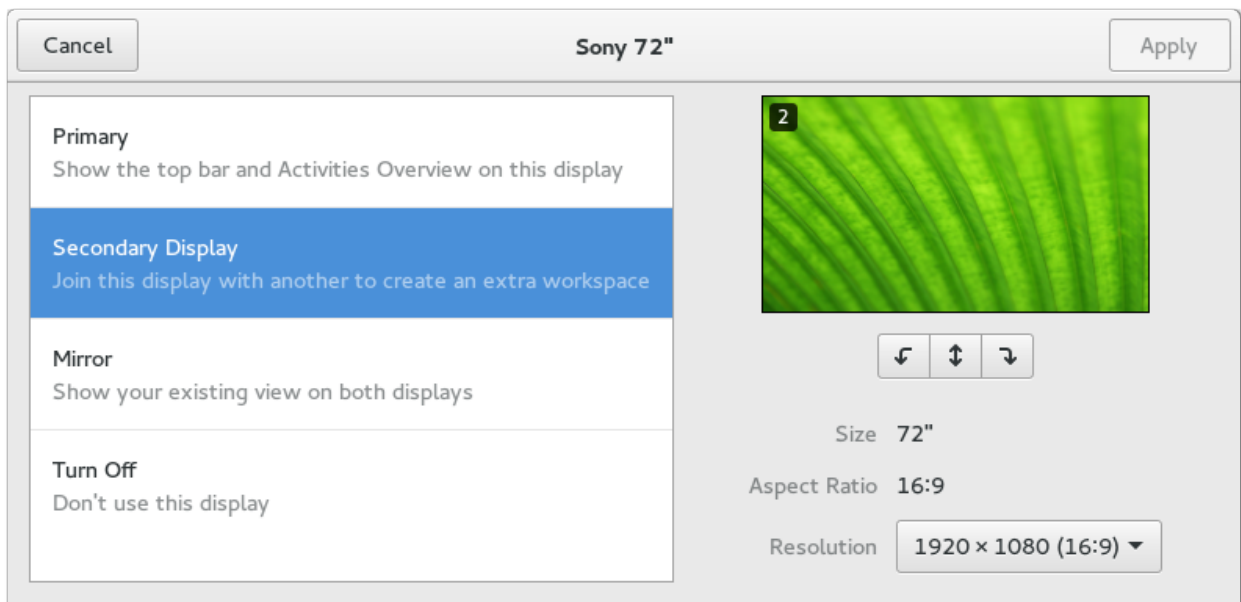 Cancel
Sony 72"
Apply
Primary
Show the top bar and Activities Overview on this display
Secondary Display
Join this display with another to create an extra workspace
Mirror
Show your existing view on both displays
Turn Off
Don't use this display
2
Size 72"
Aspect Ratio 16:9
Resolution 1920 × 1080 (16:9)